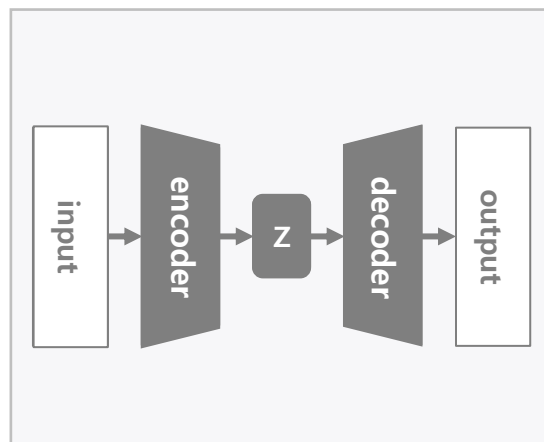 input
encoder
z
decoder
output